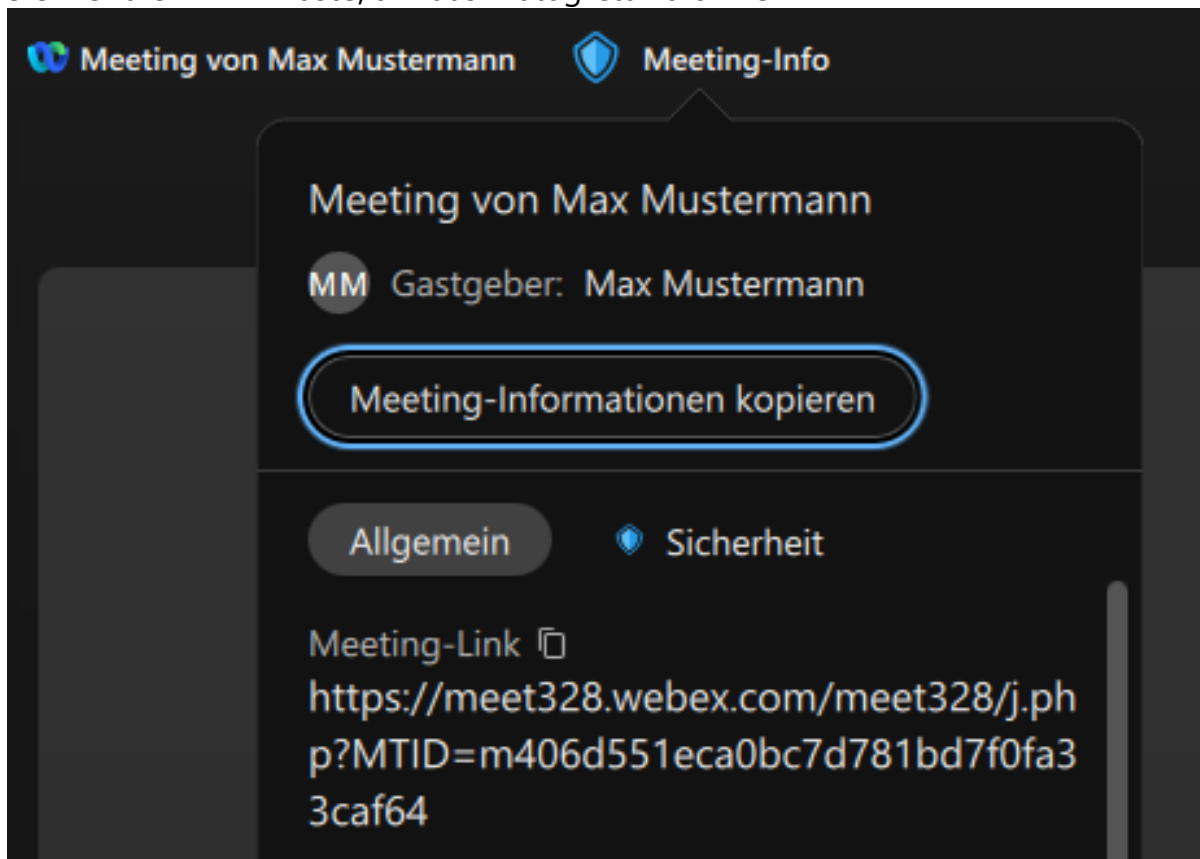 Meeting von Max Mustermann Meeting-Info
Meeting von Max Mustermann
MM Gastgeber: Max Mustermann
Meeting-Informationen kopieren
Allgemein Sicherheit
Meeting-Link
https://meet328.webex.com/meet328/j.ph
p?MTID=m406d551eca0bc7d781bd7f0fa3
3caf64